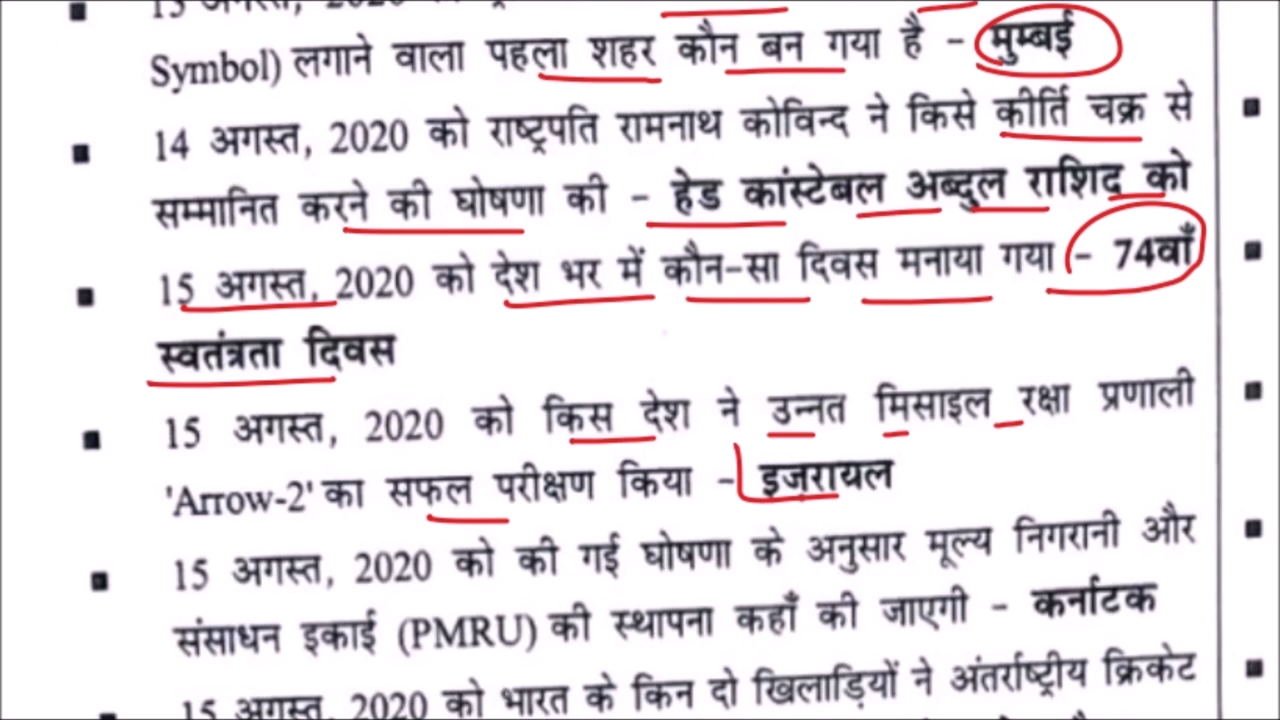 Symbol) लगाने वाला पहला शहर कौन बन गया है - मुम्बई
14 अगस्त, 2020 को राष्ट्रपति रामनाथ कोविन्द ने किसे कीर्ति चक्र से
सम्मानित करने की घोषणा की - हेड कांस्टेबल अब्दुल राशिद को
15 अगस्त, 2020 को देश भर में कौन-सा दिवस मनाया गया - 74वाँ
स्वतंत्रता दिवस
15 अगस्त, 2020 को किस देश ने उन्नत मिसाइल रक्षा प्रणाली
'Arrow-2' का सफल परीक्षण किया - इजरायल
15 अगस्त, 2020 को की गई घोषणा के अनुसार मूल्य निगरानी और
संसाधन इकाई (PMRU) की स्थापना कहाँ की जाएगी - कर्नाटक
15 अगस्त, 2020 को भारत के किन दो खिलाड़ियों ने अंतर्राष्ट्रीय क्रिकेट